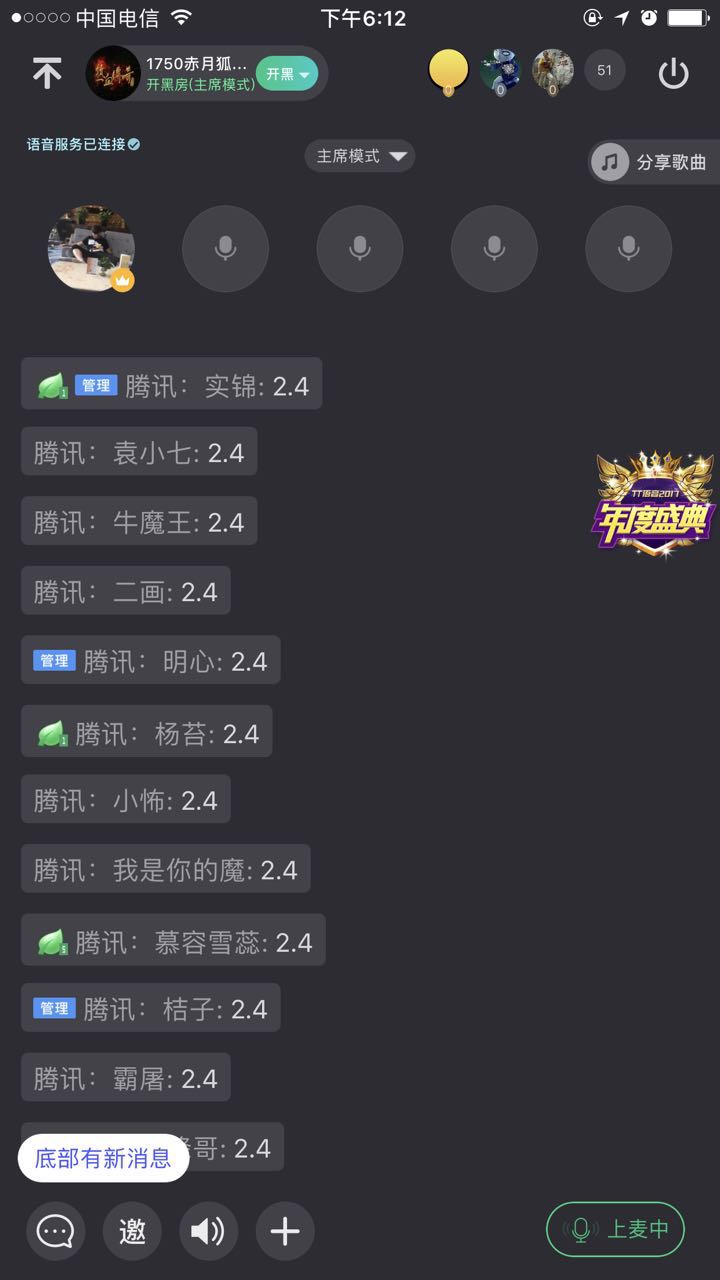 中国电信
下午6:12
1750赤月狐...
开黑房(主席模式)
开黑
0
0
0
51
语音服务已连接
主席模式
分享歌曲
1 管理 腾讯：实锦: 2.4
腾讯：袁小七: 2.4
TT语音2017
年度盛典
腾讯：牛魔王: 2.4
腾讯：二画: 2.4
管理 腾讯：明心: 2.4
1 腾讯：杨苔: 2.4
腾讯：小怖: 2.4
腾讯：我是你的魔: 2.4
5 腾讯：慕容雪蕊: 2.4
管理 腾讯：桔子: 2.4
腾讯：霸屠: 2.4
哥: 2.4
底部有新消息
邀
上麦中